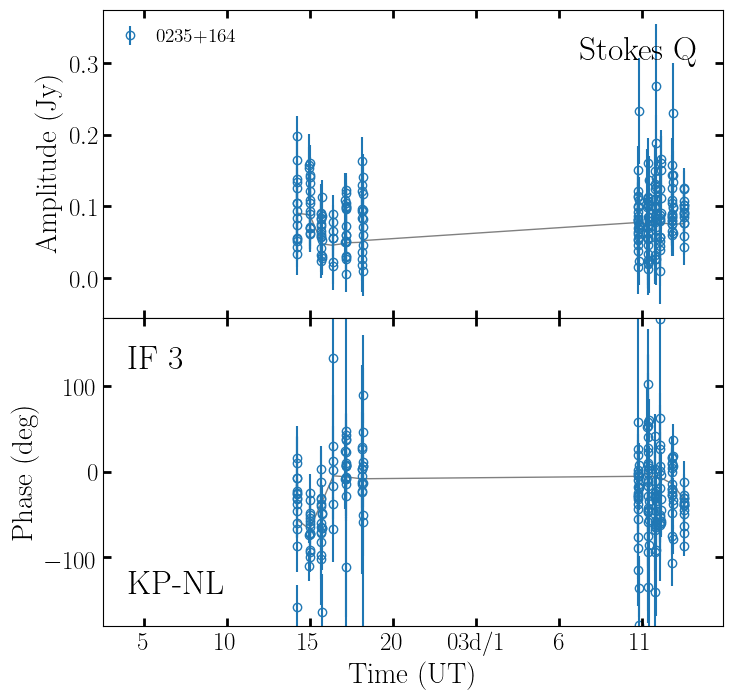 0235+164
Stokes Q
Amplitude (Jy)
0.3
0.2
0.1
0.0
IF 3
KP-NL
Phase (deg)
100
0
−100
5 10 15 20 03d/1 6 11
Time (UT)